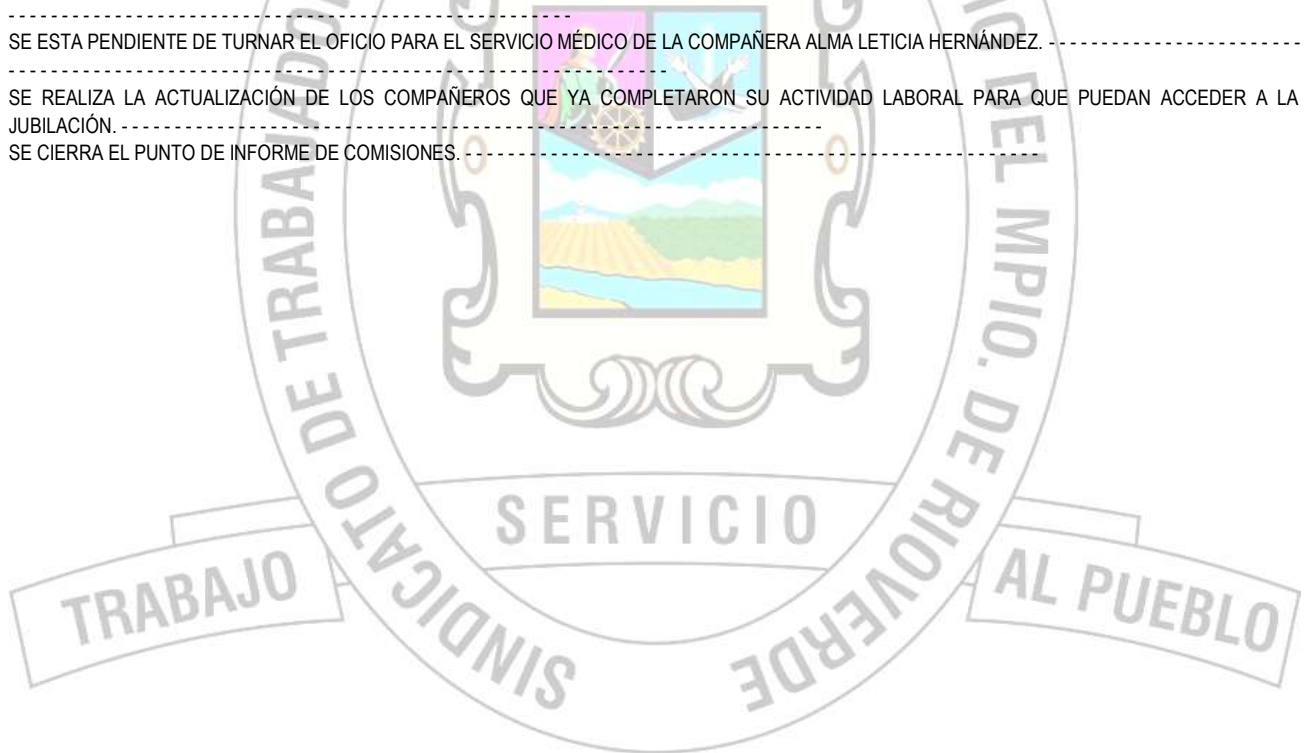 - - - - - - - - - - - - - - - - - - - - - - - - - - - - - - - - - - - - - - - - - - - - - - - - - - - - - -
SE ESTA PENDIENTE DE TURNAR EL OFICIO PARA EL SERVICIO MÉDICO DE LA COMPAÑERA ALMA LETICIA HERNÁNDEZ. - - - - - - - - - - - - - - - - - - - - - - - -
- - - - - - - - - - - - - - - - - - - - - - - - - - - - - - - - - - - - - - - - - - - - - - - - - - - - - - - - - - - - - - -
SE REALIZA LA ACTUALIZACIÓN DE LOS COMPAÑEROS QUE YA COMPLETARON SU ACTIVIDAD LABORAL PARA QUE PUEDAN ACCEDER A LA
JUBILACIÓN. - - - - - - - - - - - - - - - - - - - - - - - - - - - - - - - - - - - - - - - - - - - - - - - - - - - - - - - - - - - - - - - - - - -
SE CIERRA EL PUNTO DE INFORME DE COMISIONES. - - - - - - - - - - - - - - - - - - - - - - - - - - - - - - - - - - - - - - - - - - - - - - - - - - - - - - -
SINDICATO DE
DEL MPIO. DE RIOVERDE
TRABAJO
SERVICIO
AL PUEBLO